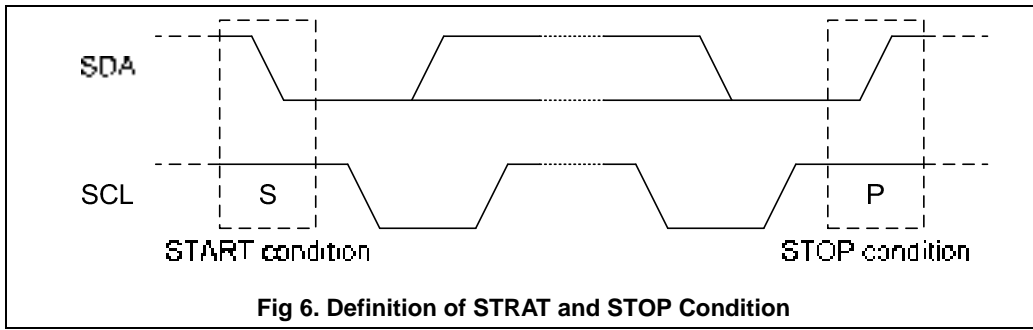 SDA
SCL
S
P
START condition
STOP condition
Fig 6. Definition of STRAT and STOP Condition